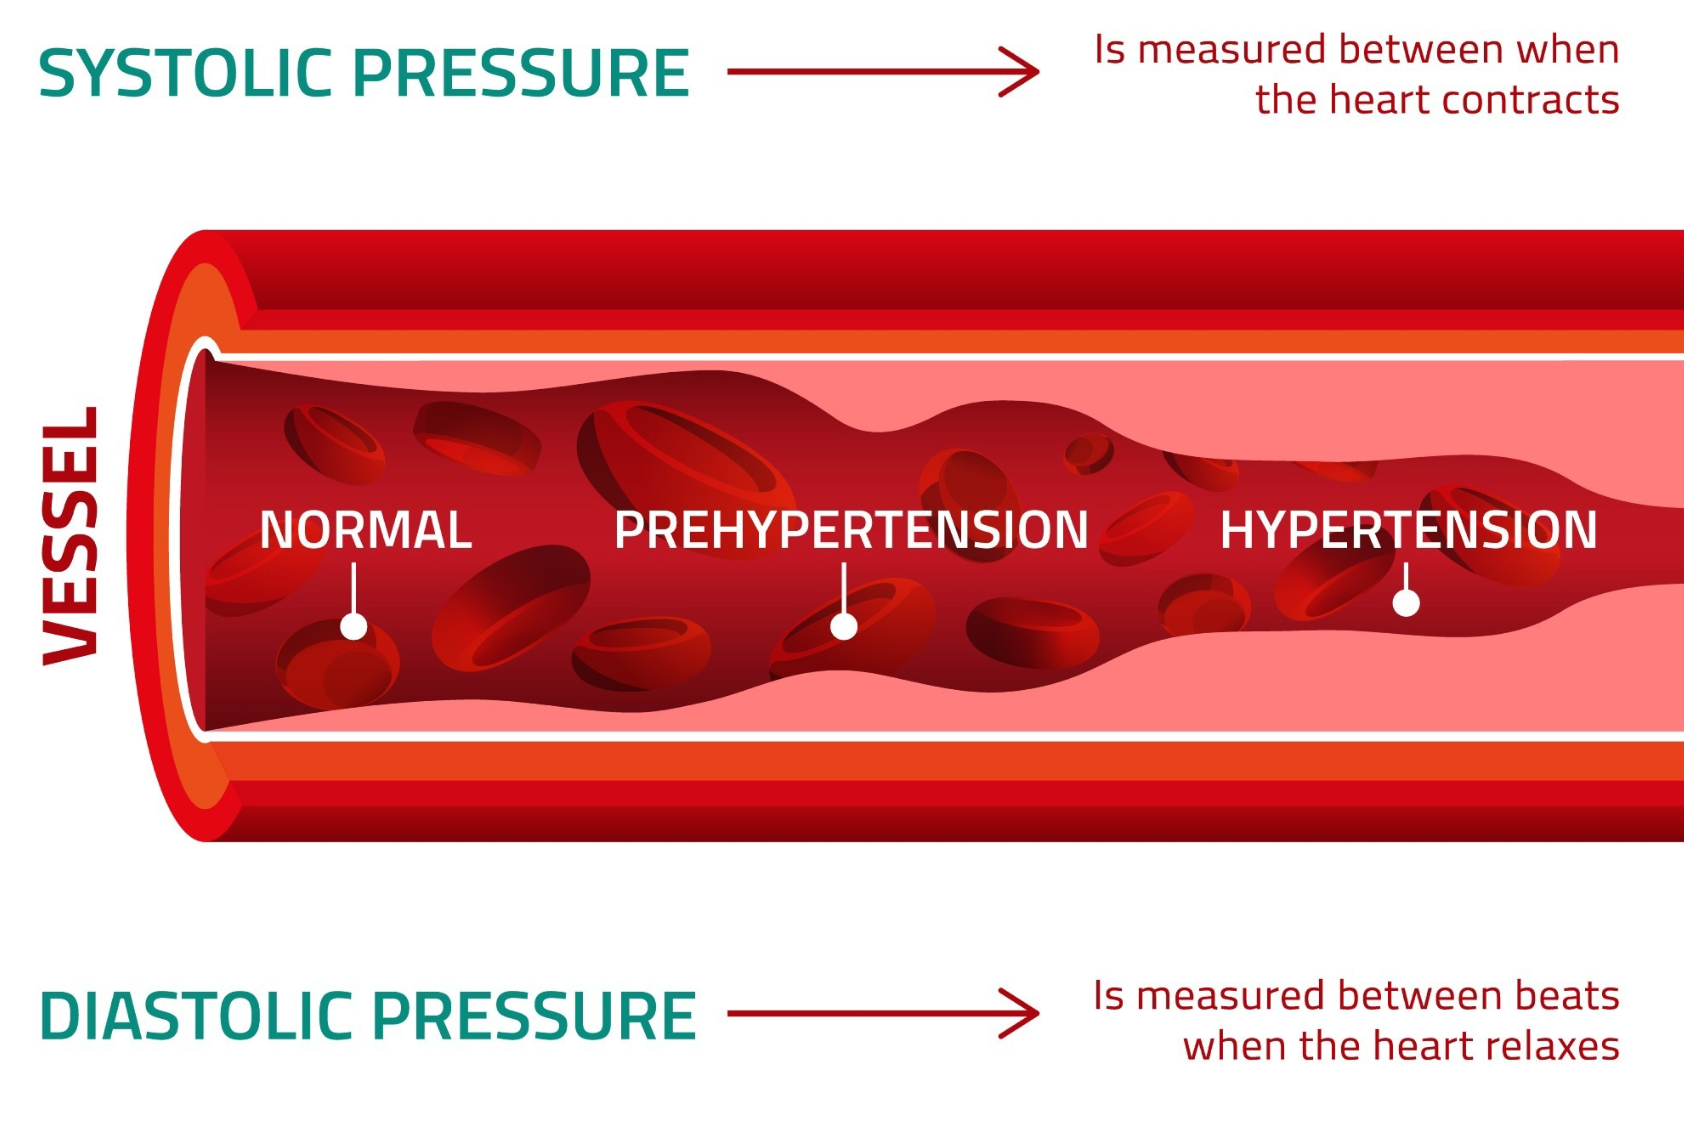 SYSTOLIC PRESSURE
Is measured between when
the heart contracts
VESSEL
NORMAL
PREHYPERTENSION
HYPERTENSION
DIASTOLIC PRESSURE
Is measured between beats
when the heart relaxes